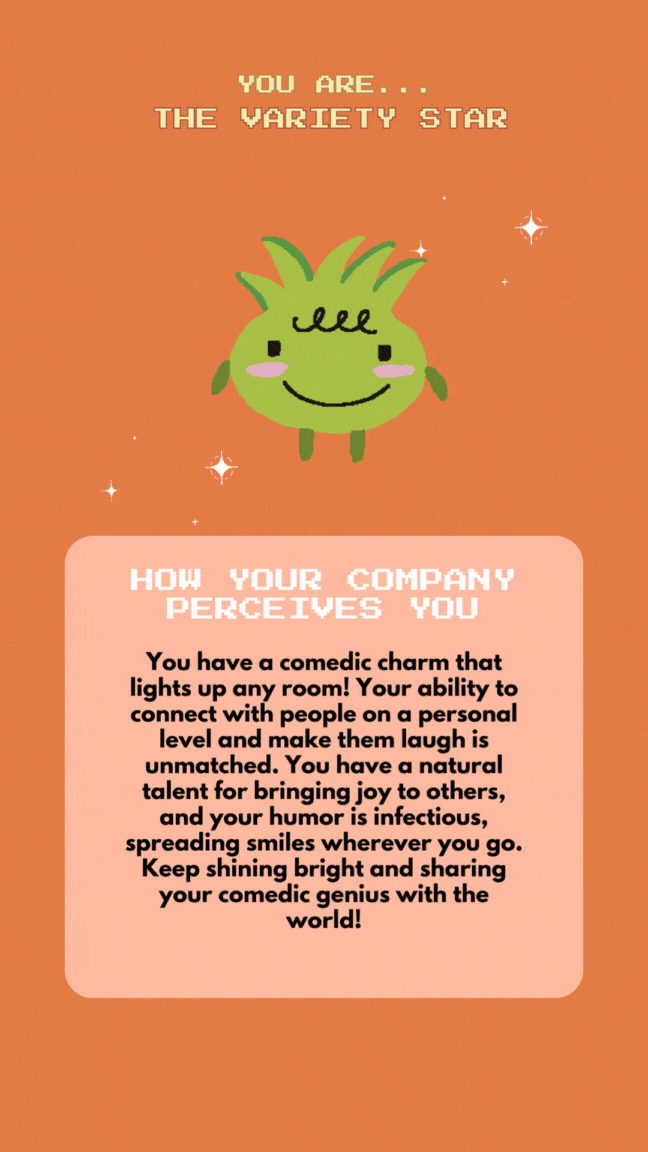 YOU ARE...
THE VARIETY STAR
HOW YOUR COMPANY
PERCEIVES YOU
You have a comedic charm that
lights up any room! Your ability to
connect with people on a personal
level and make them laugh is
unmatched. You have a natural
talent for bringing joy to others,
and your humor is infectious,
spreading smiles wherever you go.
Keep shining bright and sharing
your comedic genius with the
world!